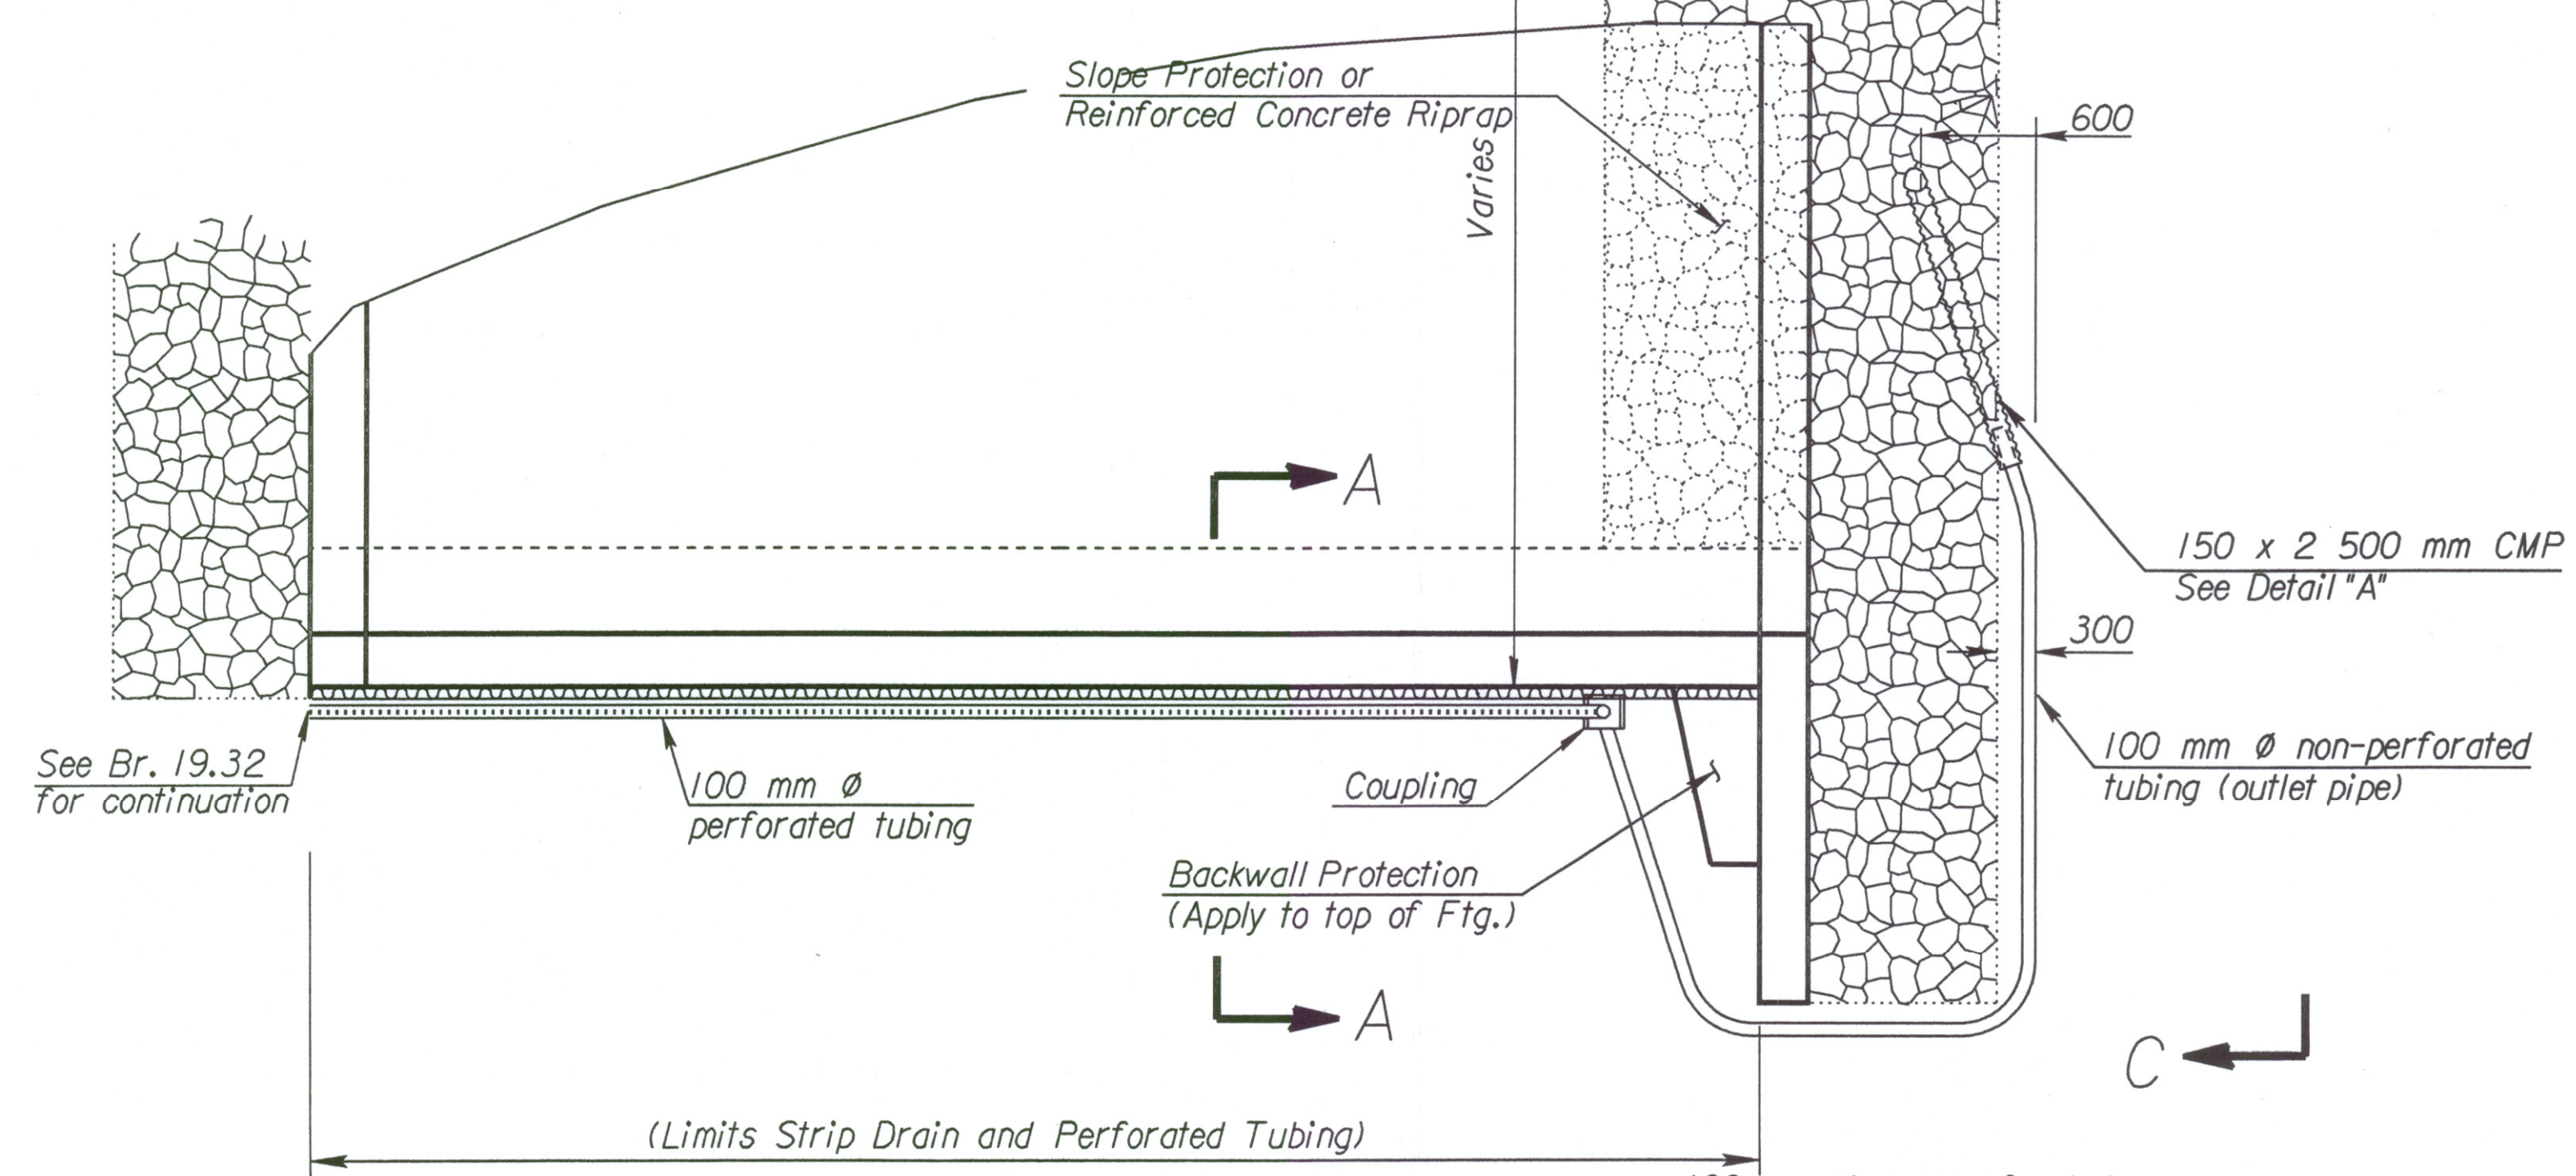 Slope Protection or
Reinforced Concrete Riprap
Varies
600
A
150 x 2 500 mm CMP
See Detail "A"
300
See Br. 19.32
for continuation
100 mm Ø
perforated tubing
Coupling
100 mm Ø non-perforated
tubing (outlet pipe)
Backwall Protection
(Apply to top of Ftg.)
A
C
(Limits Strip Drain and Perforated Tubing)